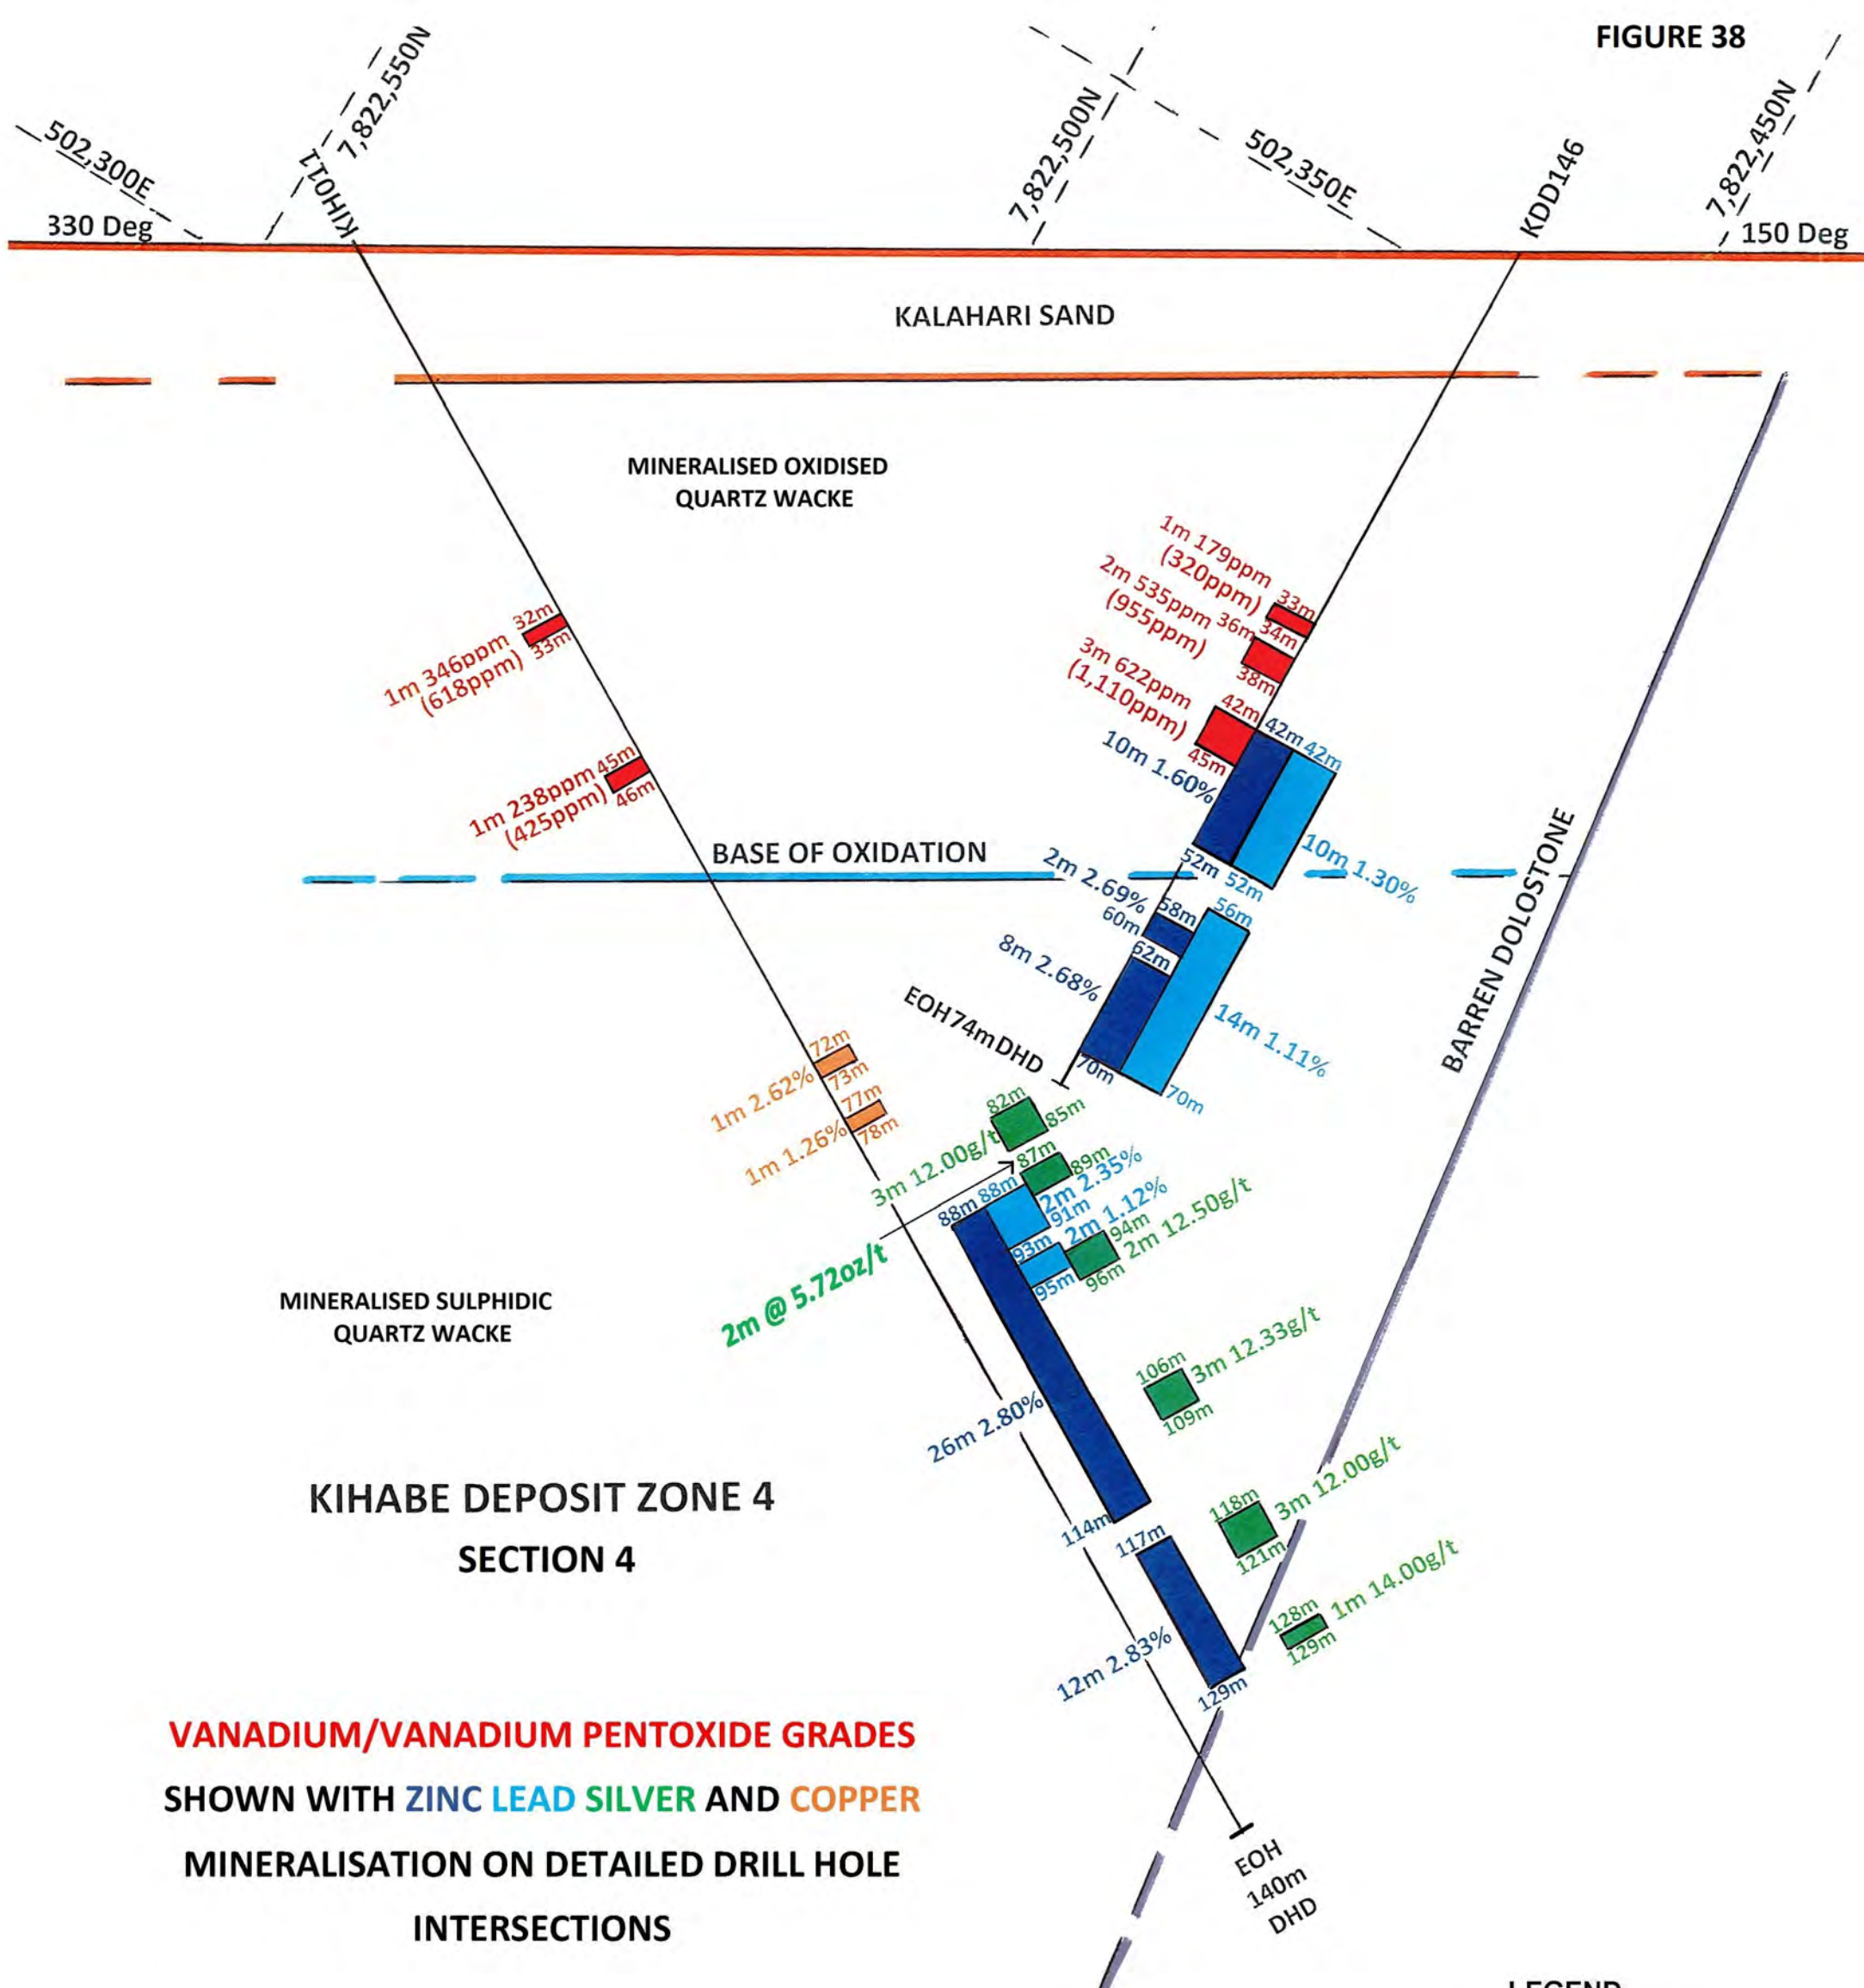 FIGURE 38
502,300E
7,822,550N
KIH011
7,822,500N
502,350E
KDD146
7,822,450N
330 Deg
150 Deg
KALAHARI SAND
MINERALISED OXIDISED
QUARTZ WACKE
1m 179ppm
(320ppm)
33m
34m
2m 535ppm
(955ppm)
36m
38m
3m 622ppm
(1,110ppm)
42m
45m
32m
1m 346ppm
(618ppm)
33m
45m
1m 238ppm
(425ppm)
46m
42m
42m
10m 1.60%
10m 1.30%
52m
52m
BASE OF OXIDATION
BARREN DOLOSTONE
2m 2.69%
58m
60m
56m
62m
8m 2.68%
14m 1.11%
70m
70m
EOH74mDHD
72m
1m 2.62%
73m
77m
1m 1.26%
78m
82m
3m 12.00g/t
85m
87m
89m
88m
88m
2m 2.35%
91m
2m 1.12%
93m
95m
94m
2m 12.50g/t
96m
2m @ 5.72oz/t
MINERALISED SULPHIDIC
QUARTZ WACKE
106m
3m 12.33g/t
109m
26m 2.80%
114m
117m
118m
3m 12.00g/t
121m
128m
1m 14.00g/t
129m
12m 2.83%
129m
KIHABE DEPOSIT ZONE 4
SECTION 4
VANADIUM/VANADIUM PENTOXIDE GRADES
SHOWN WITH ZINC LEAD SILVER AND COPPER
MINERALISATION ON DETAILED DRILL HOLE
INTERSECTIONS
EOH
140m
DHD
LEGEND